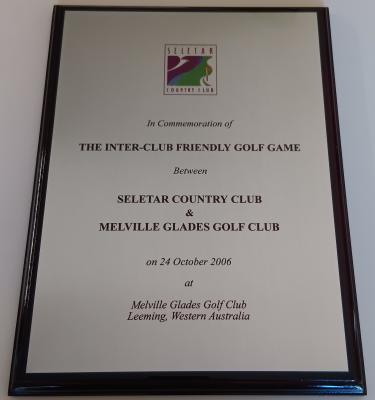 SELETAR
COUNTRY CLUB
In Commemoration of
THE INTER-CLUB FRIENDLY GOLF GAME
Between
SELETAR COUNTRY CLUB
&
MELVILLE GLADES GOLF CLUB
on 24 October 2006
at
Melville Glades Golf Club
Leeming, Western Australia